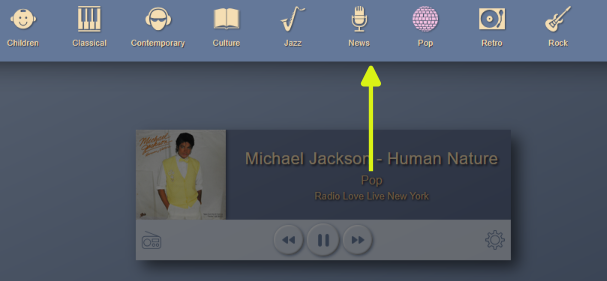 Children
Classical
Contemporary
Culture
Jazz
News
Pop
Retro
Rock
Michael Jackson - Human Nature
Pop
Radio Love Live New York